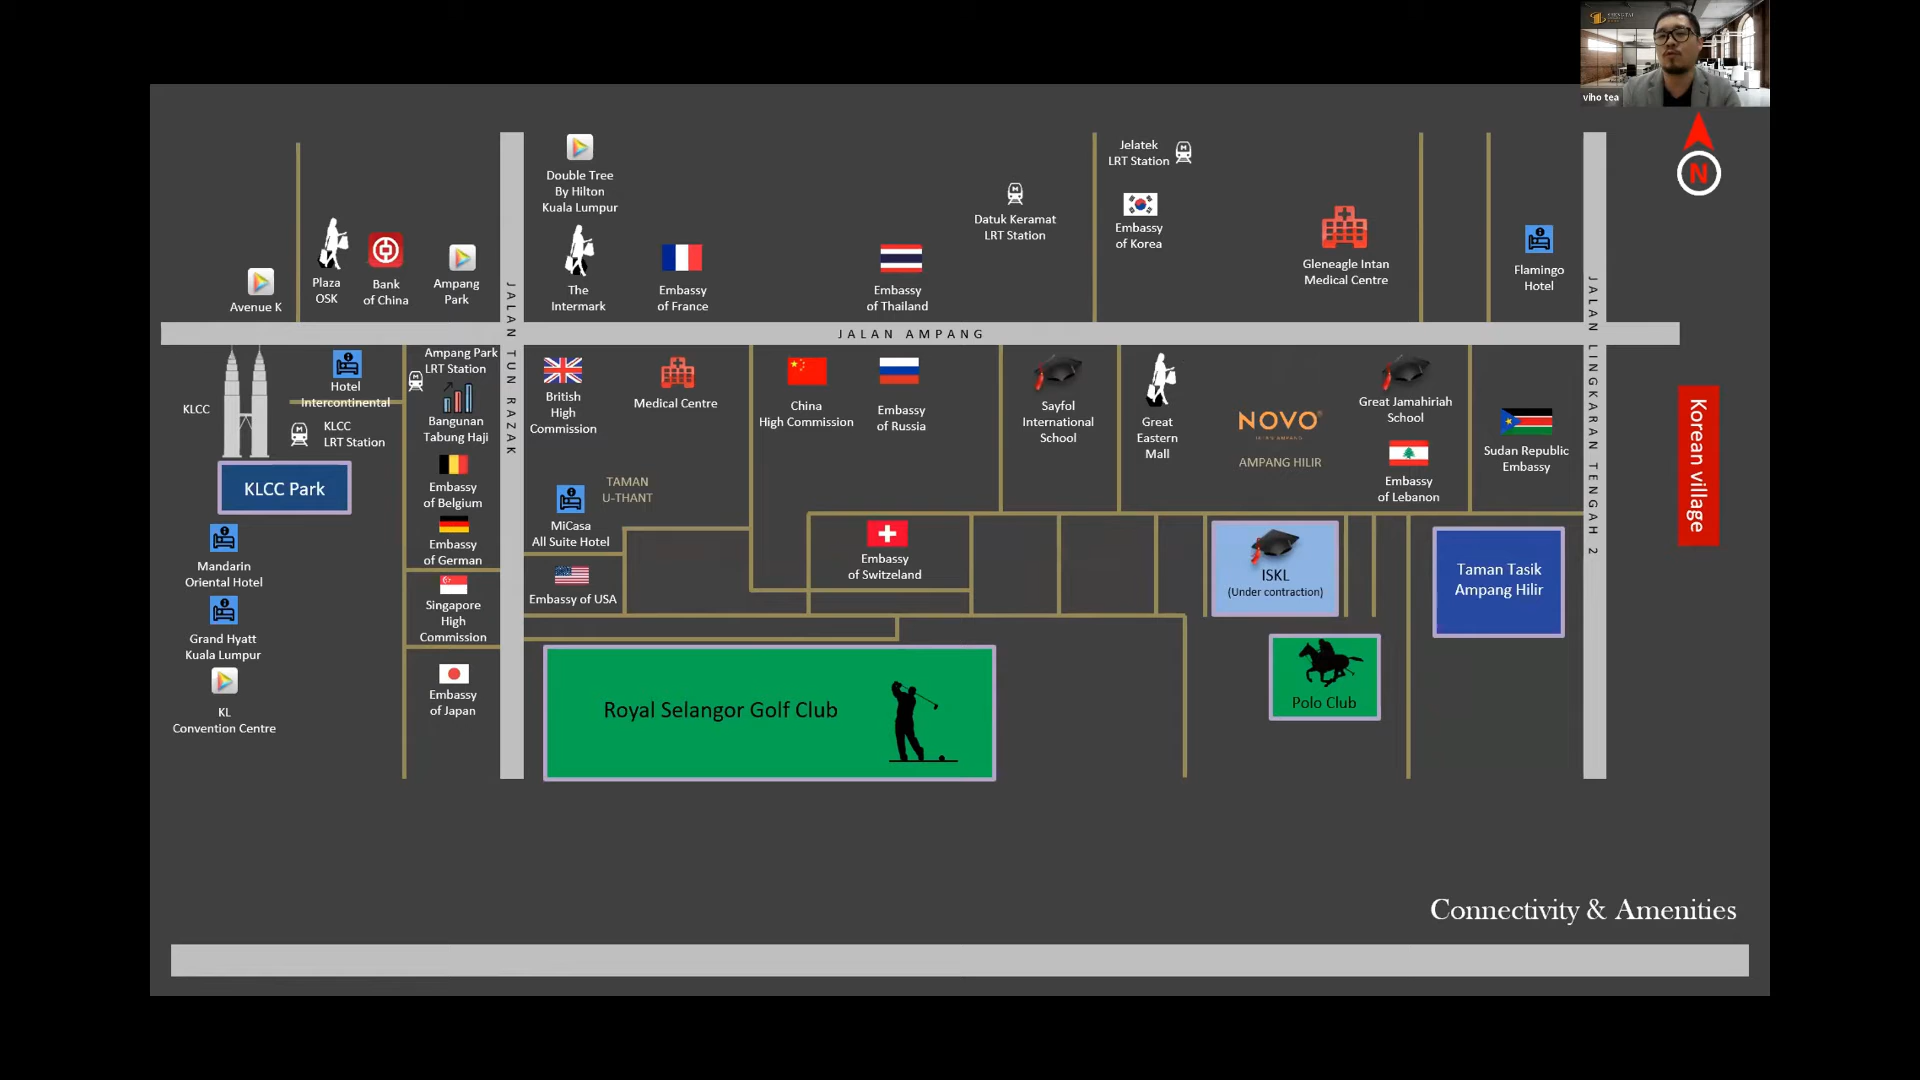 viho tea
N
Jelatek
LRT Station
Double Tree
By Hilton
Kuala Lumpur
Datuk Keramat
LRT Station
Embassy
of Korea
Gleneagle Intan
Medical Centre
Flamingo
Hotel
Avenue K
Plaza
OSK
Bank
of China
Ampang
Park
The
Intermark
Embassy
of France
Embassy
of Thailand
JALAN AMPANG
JALAN TUN RAZAK
JALAN LINGKARAN TENGAH 2
KLCC
Hotel
Intercontinental
KLCC
LRT Station
Ampang Park
LRT Station
Bangunan
Tabung Haji
British
High
Commission
Medical Centre
China
High Commission
Embassy
of Russia
Sayfol
International
School
Great
Eastern
Mall
NOVO
AMPANG HILIR
Great Jamahiriah
School
Embassy
of Lebanon
Sudan Republic
Embassy
Korean village
KLCC Park
Embassy
of Belgium
TAMAN
U-THANT
MiCasa
All Suite Hotel
Embassy
of German
Mandarin
Oriental Hotel
Embassy
of Switzeland
ISKL
(Under contraction)
Taman Tasik
Ampang Hilir
Embassy of USA
Singapore
High
Commission
Grand Hyatt
Kuala Lumpur
Embassy
of Japan
KL
Convention Centre
Royal Selangor Golf Club
Polo Club
Connectivity & Amenities